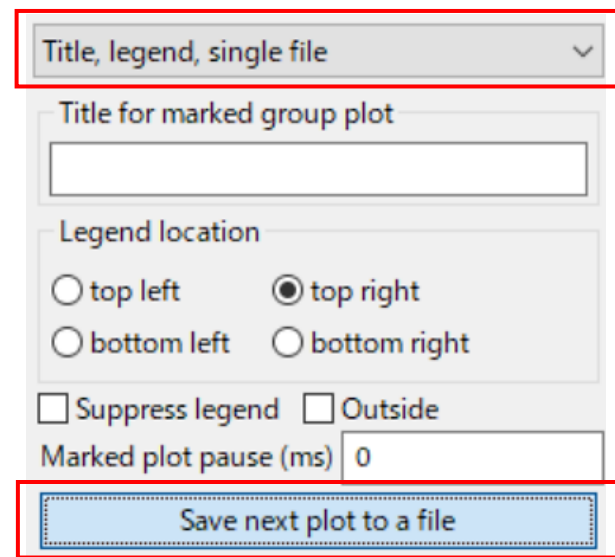 Title, legend, single file
Title for marked group plot
Legend location
top left top right
bottom left bottom right
Suppress legend Outside
Marked plot pause (ms) 0
Save next plot to a file